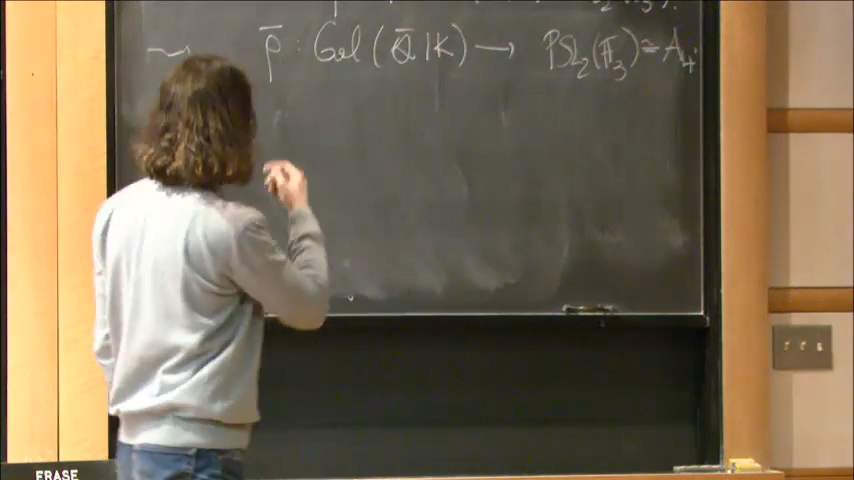 ⇝ ρ̄ : Gal(Q̄|K) → PSL₂(𝔽₃) ≅ A₄
ERASE